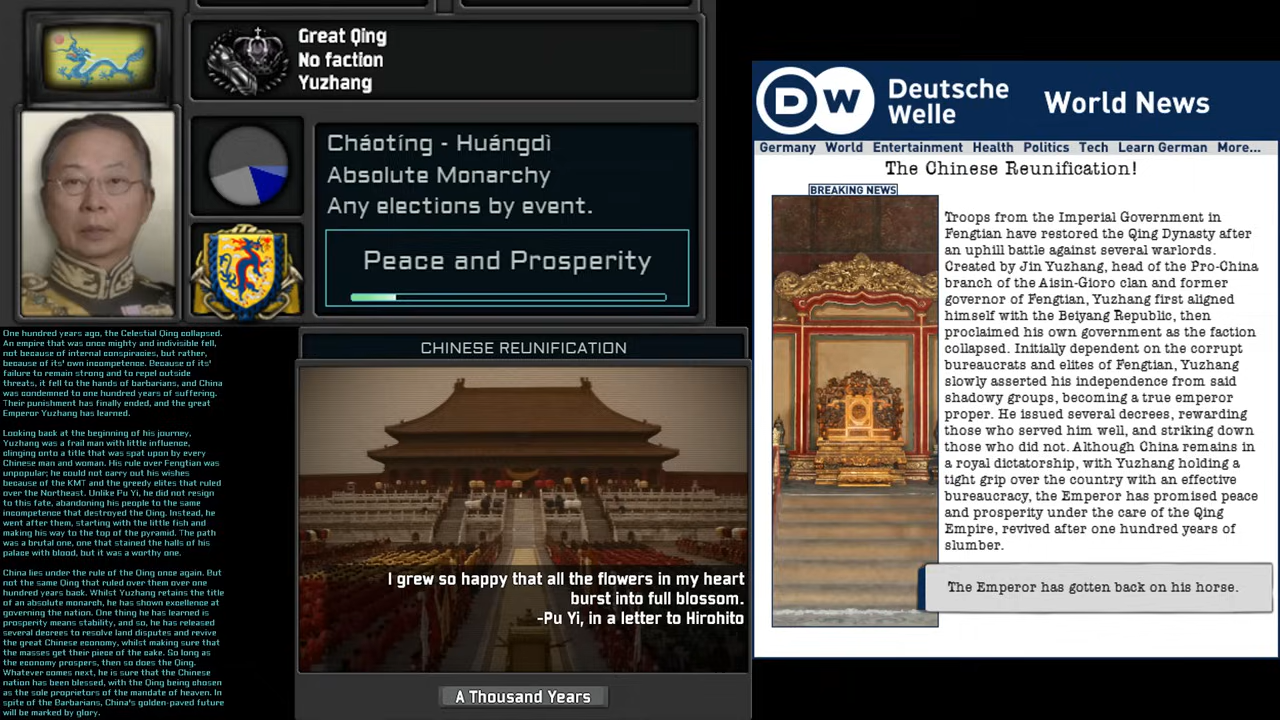 Great Qing
No faction
Yuzhang
Cháotíng - Huángdì
Absolute Monarchy
Any elections by event.
Peace and Prosperity
One hundred years ago, the Celestial Qing collapsed.
An empire that was once mighty and indivisible fell,
not because of internal conspiracies, but rather,
because of its' own incompetence. Because of its'
failure to remain strong and to repel outside
threats, it fell to the hands of barbarians, and China
was condemned to one hundred years of suffering.
Their punishment has finally ended, and the great
Emperor Yuzhang has learned.
Looking back at the beginning of his journey,
Yuzhang was a frail man with little influence,
clinging onto a title that was spat upon by every
Chinese man and woman. His rule over Fengtian was
unpopular; he could not carry out his wishes
because of the KMT and the greedy elites that ruled
over the Northeast. Unlike Pu Yi, he did not resign
to this fate, abandoning his people to the same
incompetence that destroyed the Qing. Instead, he
went after them, starting with the little fish and
making his way to the top of the pyramid. The path
was a brutal one, one that stained the halls of his
palace with blood, but it was a worthy one.
China lies under the rule of the Qing once again. But
not the same Qing that ruled over them over one
hundred years back. Whilst Yuzhang retains the title
of an absolute monarch, he has shown excellence at
governing the nation. One thing he has learned is
prosperity means stability, and so, he has released
several decrees to resolve land disputes and revive
the great Chinese economy, whilst making sure that
the masses get their piece of the cake. So long as
the economy prospers, then so does the Qing.
Whatever comes next, he is sure that the Chinese
nation has been blessed, with the Qing being chosen
as the sole proprietors of the mandate of heaven. In
spite of the Barbarians, China's golden-paved future
will be marked by glory.
CHINESE REUNIFICATION
I grew so happy that all the flowers in my heart
burst into full blossom.
-Pu Yi, in a letter to Hirohito
A Thousand Years
DW Deutsche Welle World News
Germany World Entertainment Health Politics Tech Learn German More...
The Chinese Reunification!
BREAKING NEWS
Troops from the Imperial Government in
Fengtian have restored the Qing Dynasty after
an uphill battle against several warlords.
Created by Jin Yuzhang, head of the Pro-China
branch of the Aisin-Gioro clan and former
governor of Fengtian, Yuzhang first aligned
himself with the Beiyang Republic, then
proclaimed his own government as the faction
collapsed. Initially dependent on the corrupt
bureaucrats and elites of Fengtian, Yuzhang
slowly asserted his independence from said
shadowy groups, becoming a true emperor
proper. He issued several decrees, rewarding
those who served him well, and striking down
those who did not. Although China remains in
a royal dictatorship, with Yuzhang holding a
tight grip over the country with an effective
bureaucracy, the Emperor has promised peace
and prosperity under the care of the Qing
Empire, revived after one hundred years of
slumber.
The Emperor has gotten back on his horse.